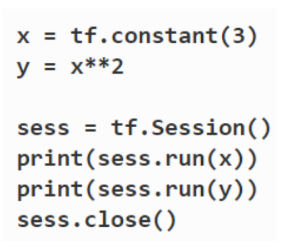 x = tf.constant(3)
y = x**2
sess = tf.Session()
print(sess.run(x))
print(sess.run(y))
sess.close()